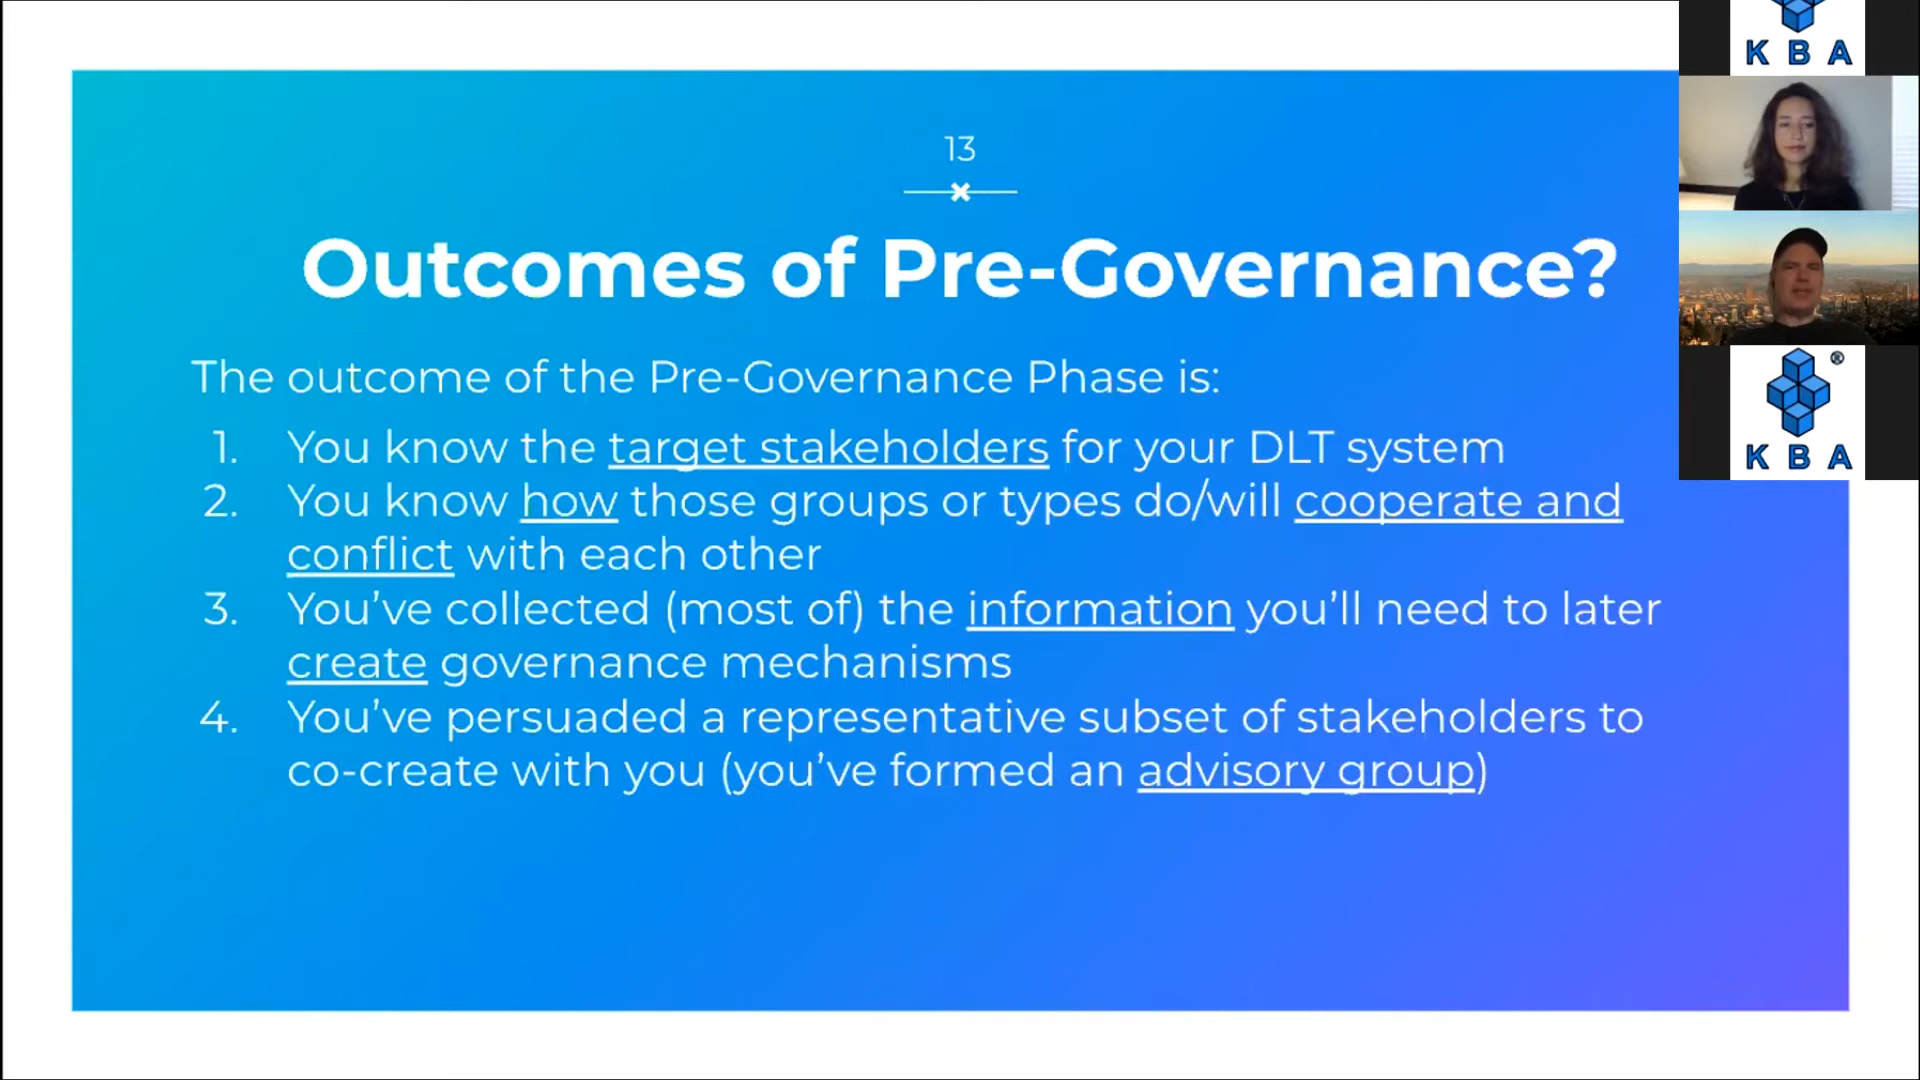 13
Outcomes of Pre-Governance?
The outcome of the Pre-Governance Phase is:
1. You know the target stakeholders for your DLT system
2. You know how those groups or types do/will cooperate and
conflict with each other
3. You’ve collected (most of) the information you’ll need to later
create governance mechanisms
4. You’ve persuaded a representative subset of stakeholders to
co-create with you (you’ve formed an advisory group)
KBA
®
KBA